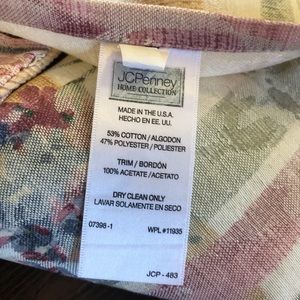 JCPenney
HOME COLLECTION
MADE IN THE U.S.A.
HECHO EN EE. UU.
53% COTTON / ALGODON
47% POLYESTER / POLIESTER
TRIM / BORDÓN
100% ACETATE / ACETATO
DRY CLEAN ONLY
LAVAR SOLAMENTE EN SECO
07398-1 WPL #11935
JCP - 483